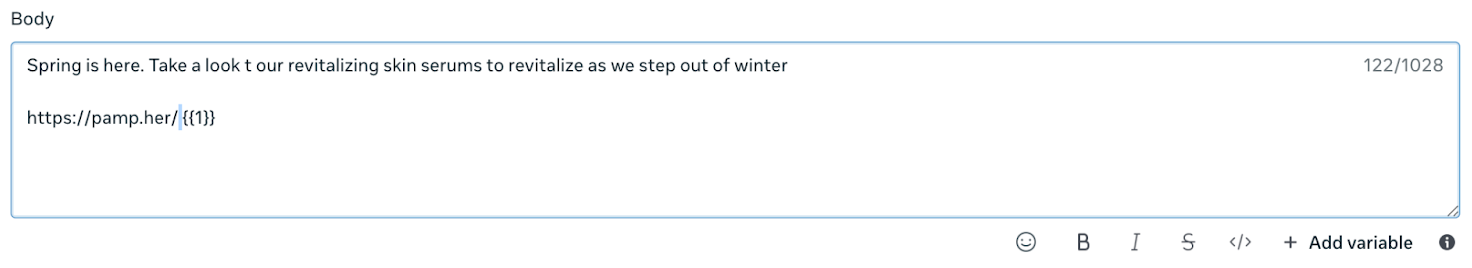 Body
Spring is here. Take a look t our revitalizing skin serums to revitalize as we step out of winter
122/1028
https://pamp.her/ {{1}}
B I S </> + Add variable i